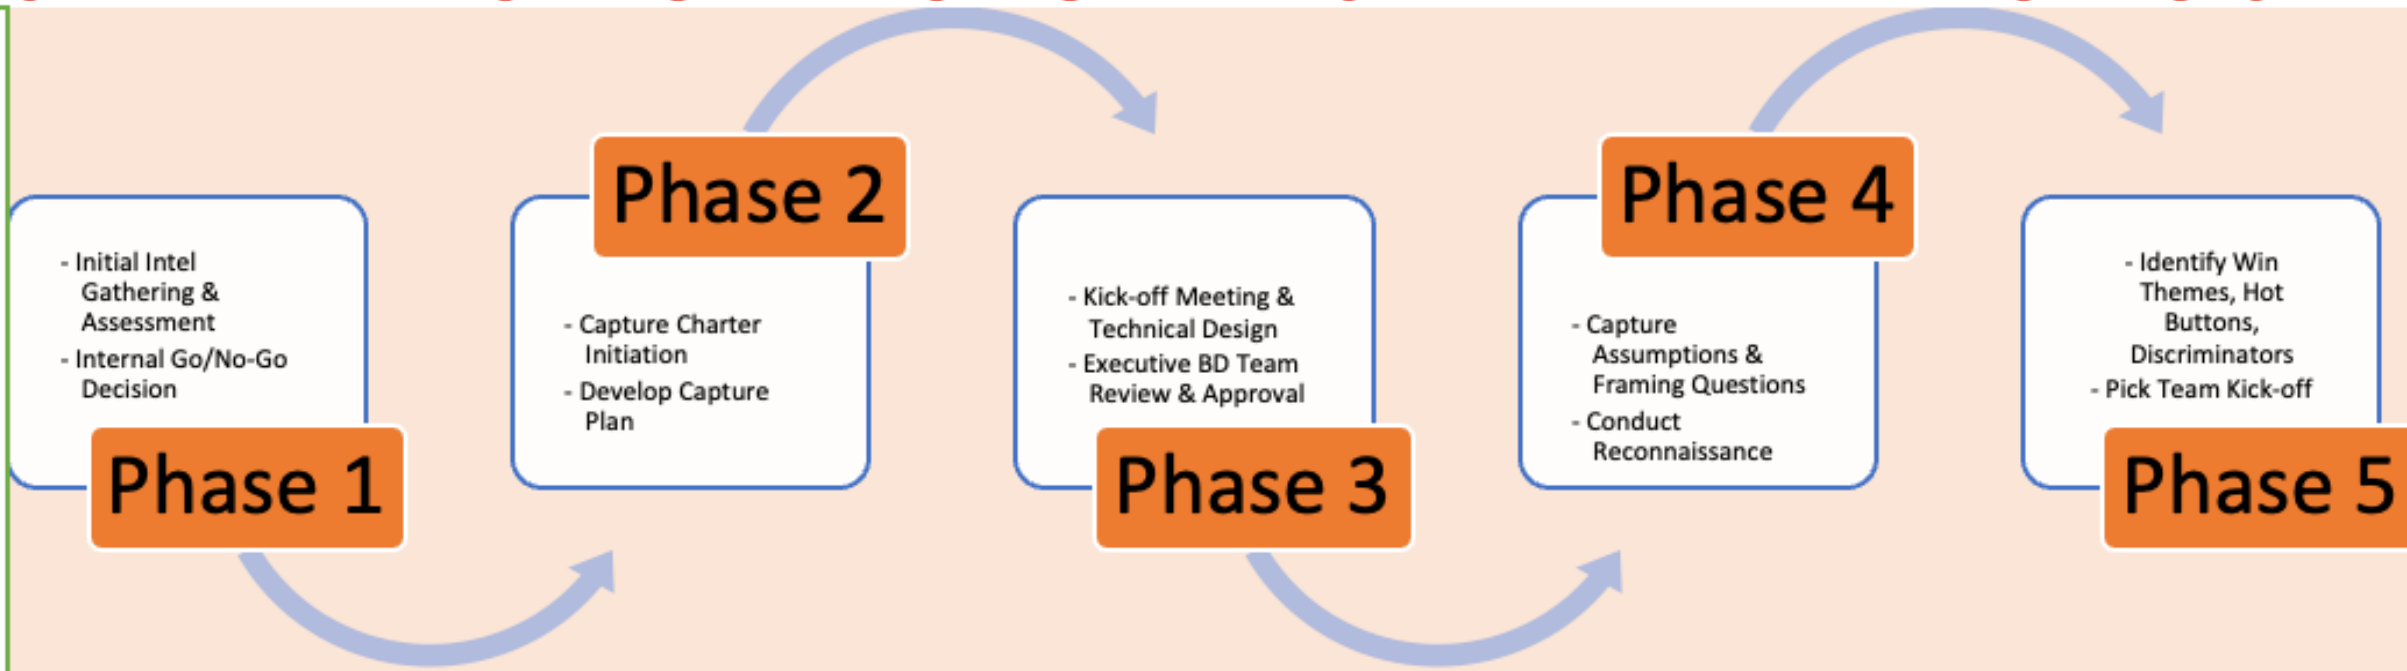 - Initial Intel
Gathering &
Assessment
- Internal Go/No-Go
Decision
Phase 1
Phase 2
- Capture Charter
Initiation
- Develop Capture
Plan
- Kick-off Meeting &
Technical Design
- Executive BD Team
Review & Approval
Phase 3
Phase 4
- Capture
Assumptions &
Framing Questions
- Conduct
Reconnaissance
- Identify Win
Themes, Hot
Buttons,
Discriminators
- Pick Team Kick-off
Phase 5